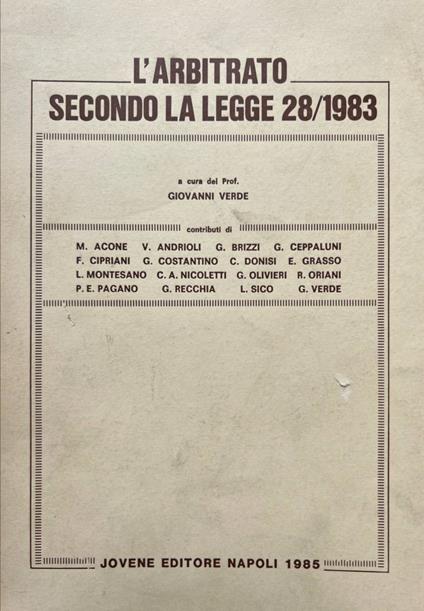 L'ARBITRATO
SECONDO LA LEGGE 28/1983
a cura del Prof.
GIOVANNI VERDE
contributi di
M. ACONE V. ANDRIOLI G. BRIZZI G. CEPPALUNI
F. CIPRIANI G. COSTANTINO C. DONISI E. GRASSO
L. MONTESANO C. A. NICOLETTI G. OLIVIERI R. ORIANI
P. E. PAGANO G. RECCHIA L. SICO G. VERDE
JOVENE EDITORE NAPOLI 1985